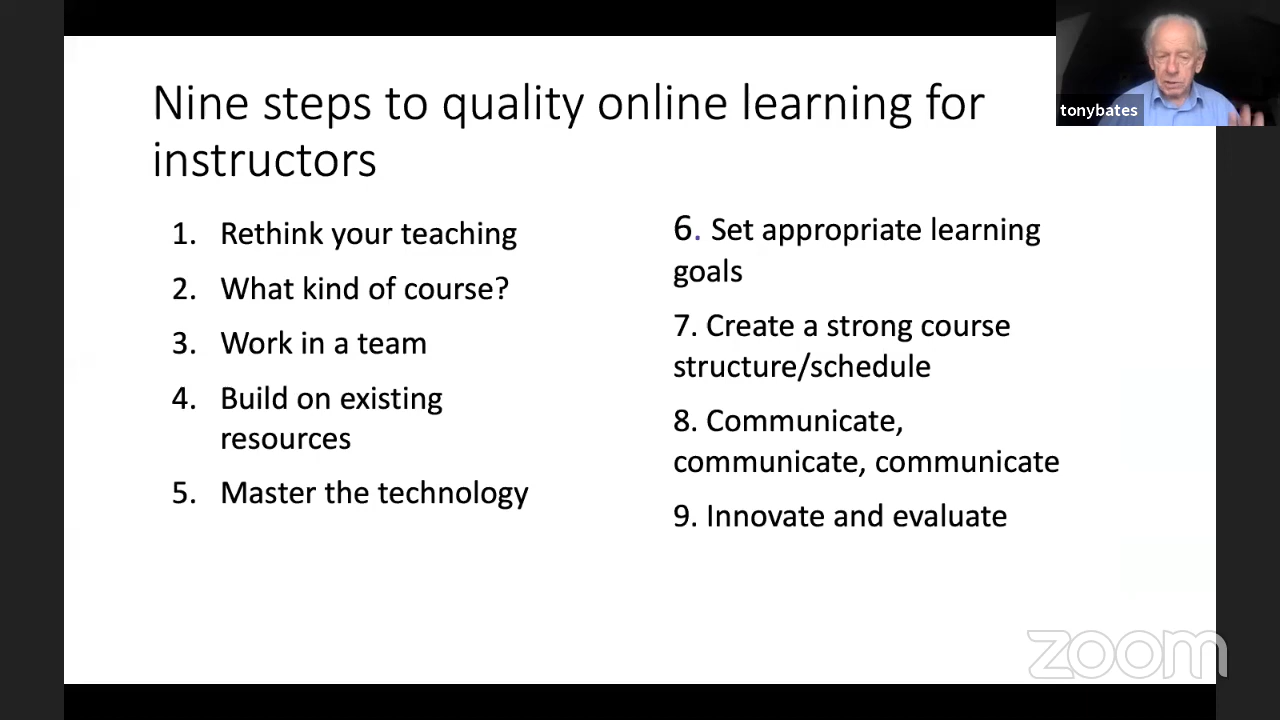 Nine steps to quality online learning for
instructors
tonybates
1. Rethink your teaching
2. What kind of course?
3. Work in a team
4. Build on existing
resources
5. Master the technology
6. Set appropriate learning
goals
7. Create a strong course
structure/schedule
8. Communicate,
communicate, communicate
9. Innovate and evaluate
zoom